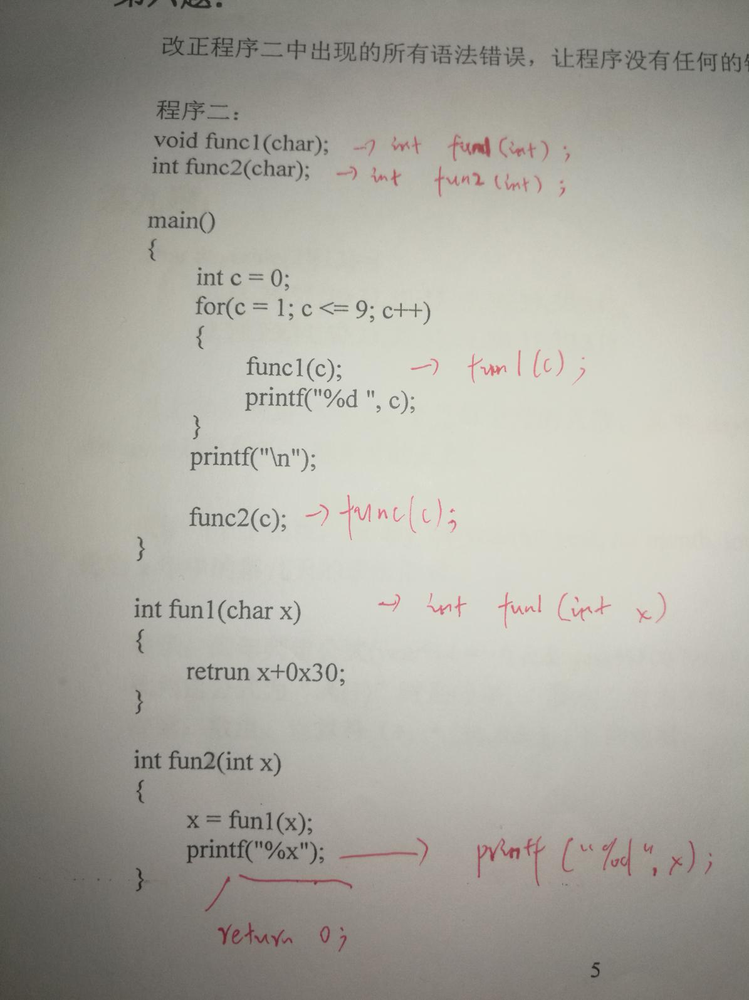 第六题:
改正程序二中出现的所有语法错误，让程序没有任何的
程序二：
void func1(char); → int fun1(int);
int func2(char); → int fun2(int);
main()
{
int c = 0;
for(c = 1; c <= 9; c++)
{
func1(c); → fun1(c);
printf("%d ", c);
}
printf("\n");
func2(c); → func(c);
}
int fun1(char x) → int fun1(int x)
{
retrun x+0x30;
}
int fun2(int x)
{
x = fun1(x);
printf("%x"); → printf("%d", x);
}
return 0;
5